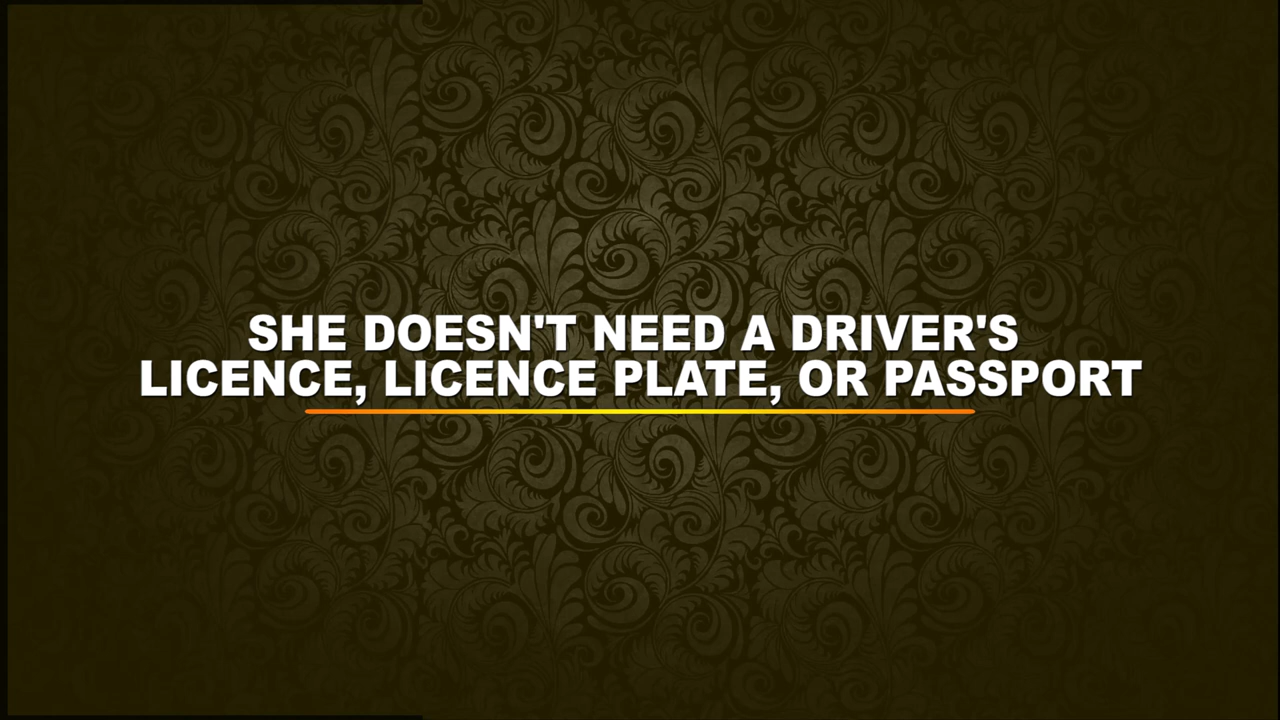 SHE DOESN'T NEED A DRIVER'S
LICENCE, LICENCE PLATE, OR PASSPORT